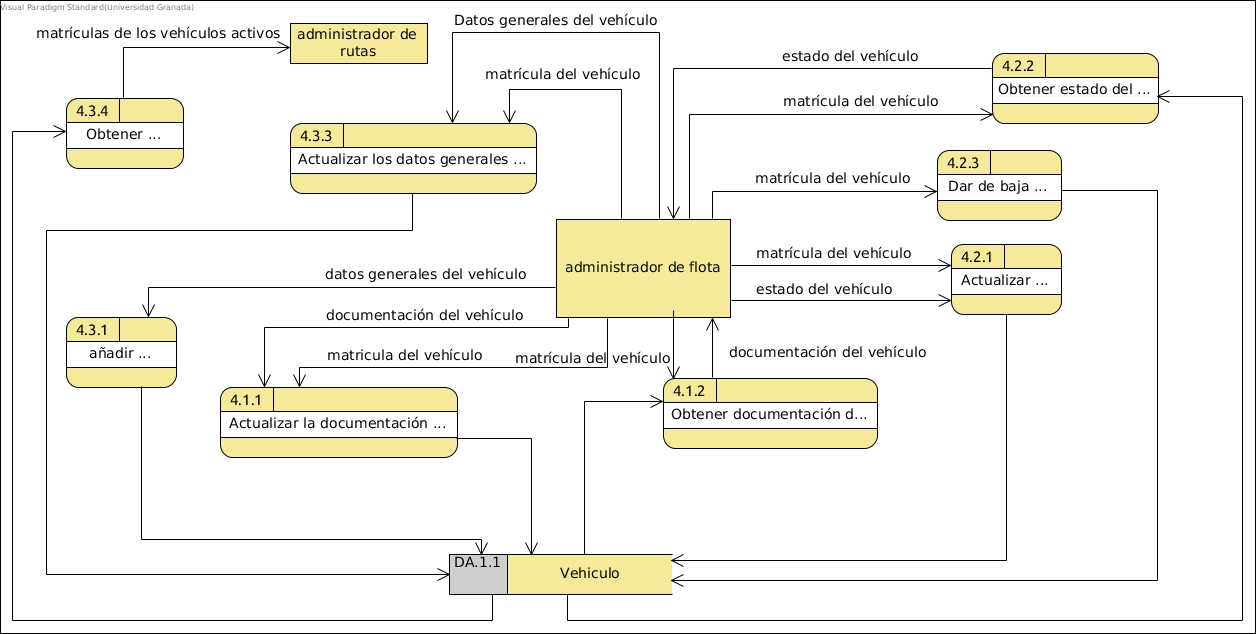 Visual Paradigm Standard(Universidad Granada)
Datos generales del vehículo
matrículas de los vehículos activos
administrador de
rutas
estado del vehículo
4.2.2
Obtener estado del ...
matrícula del vehículo
matrícula del vehículo
4.3.4
Obtener ...
4.3.3
Actualizar los datos generales ...
4.2.3
Dar de baja ...
matrícula del vehículo
administrador de flota
matrícula del vehículo
4.2.1
Actualizar ...
estado del vehículo
datos generales del vehículo
documentación del vehículo
4.3.1
añadir ...
matricula del vehículo
matrícula del vehículo
documentación del vehículo
4.1.1
Actualizar la documentación ...
4.1.2
Obtener documentación d...
DA.1.1
Vehiculo